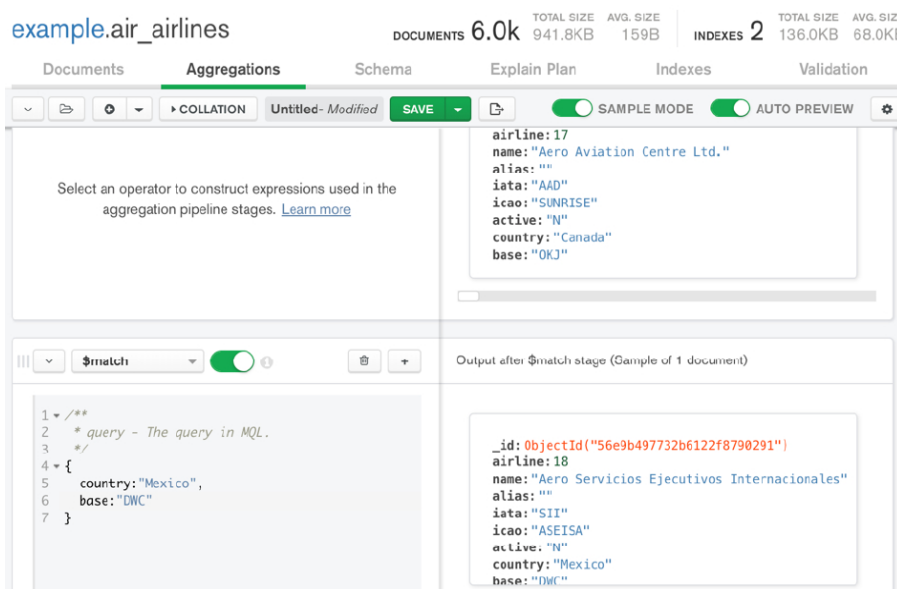 example.air_airlines
DOCUMENTS 6.0k TOTAL SIZE 941.8KB AVG. SIZE 159B INDEXES 2 TOTAL SIZE 136.0KB AVG. SIZ 68.0KB
Documents Aggregations Schema Explain Plan Indexes Validation
COLLATION Untitled- Modified SAVE SAMPLE MODE AUTO PREVIEW
Select an operator to construct expressions used in the
aggregation pipeline stages. Learn more
airline:17
name:"Aero Aviation Centre Ltd."
alias:""
iata:"AAD"
icao:"SUNRISE"
active:"N"
country:"Canada"
base:"OKJ"
$match
Output after $match stage (Sample of 1 document)
1 /**
2 * query - The query in MQL.
3 */
4 {
5 country:"Mexico",
6 base:"DWC"
7 }
_id:ObjectId("56e9b497732b6122f8790291")
airline:18
name:"Aero Servicios Ejecutivos Internacionales"
alias:""
iata:"SII"
icao:"ASEISA"
active:"N"
country:"Mexico"
base:"DWC"